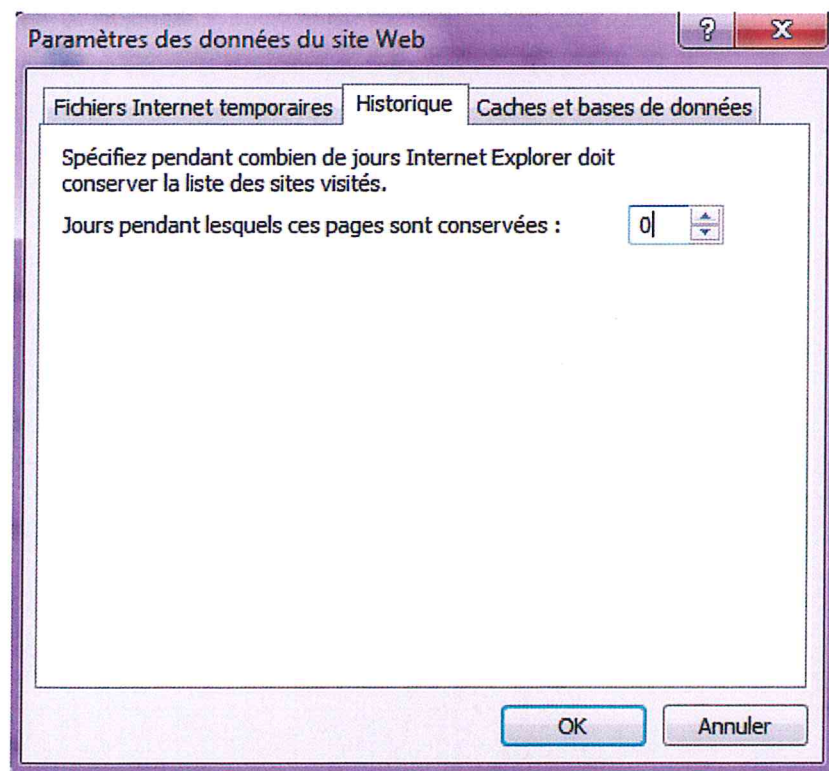 Paramètres des données du site Web
Fichiers Internet temporaires
Historique
Caches et bases de données
Spécifiez pendant combien de jours Internet Explorer doit
conserver la liste des sites visités.
Jours pendant lesquels ces pages sont conservées : 0
OK
Annuler